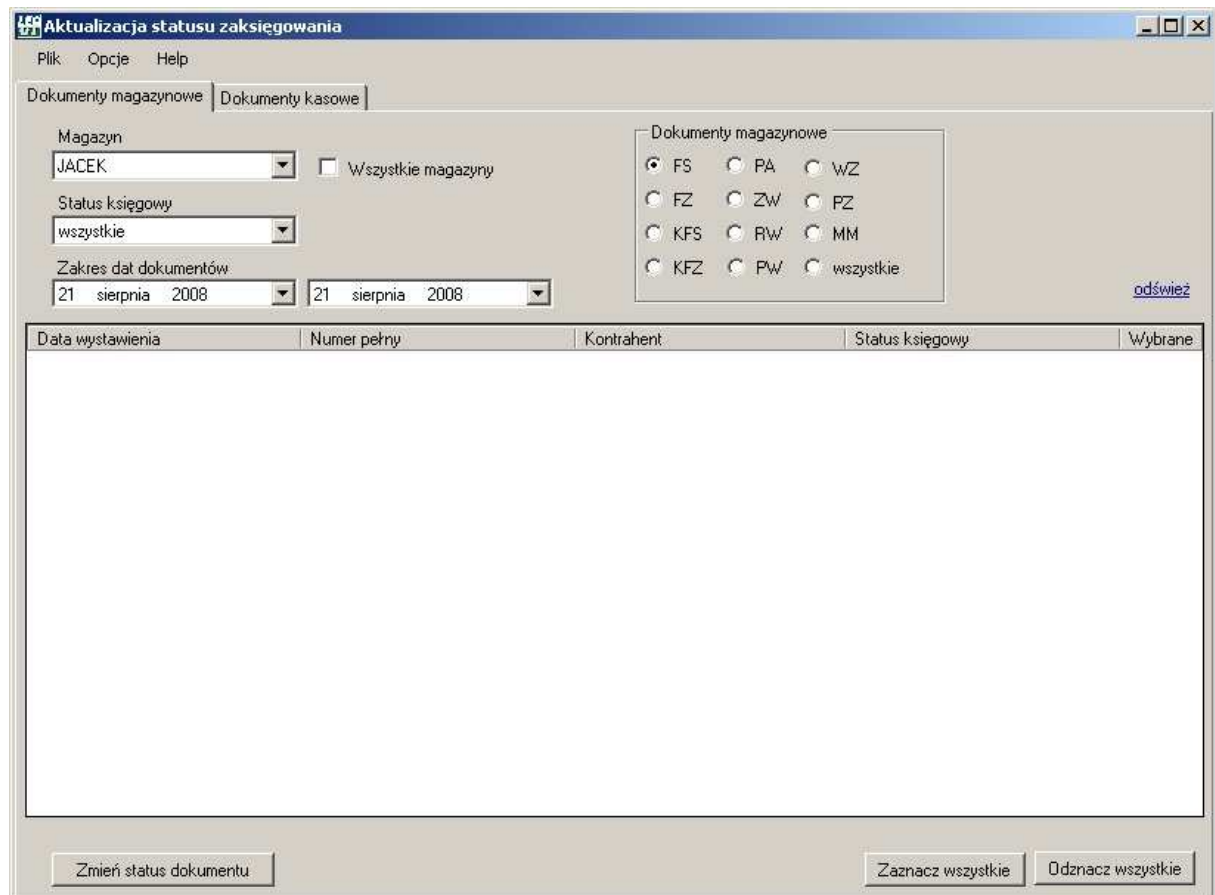 Aktualizacja statusu zaksięgowania
Plik Opcje Help
Dokumenty magazynowe Dokumenty kasowe
Magazyn
JACEK
Wszystkie magazyny
Status księgowy
wszystkie
Zakres dat dokumentów
21 sierpnia 2008 21 sierpnia 2008
Dokumenty magazynowe
FS PA WZ
FZ ZW PZ
KFS RW MM
KFZ PW wszystkie
odśwież
Data wystawienia Numer pełny Kontrahent Status księgowy Wybrane
Zmień status dokumentu Zaznacz wszystkie Odznacz wszystkie